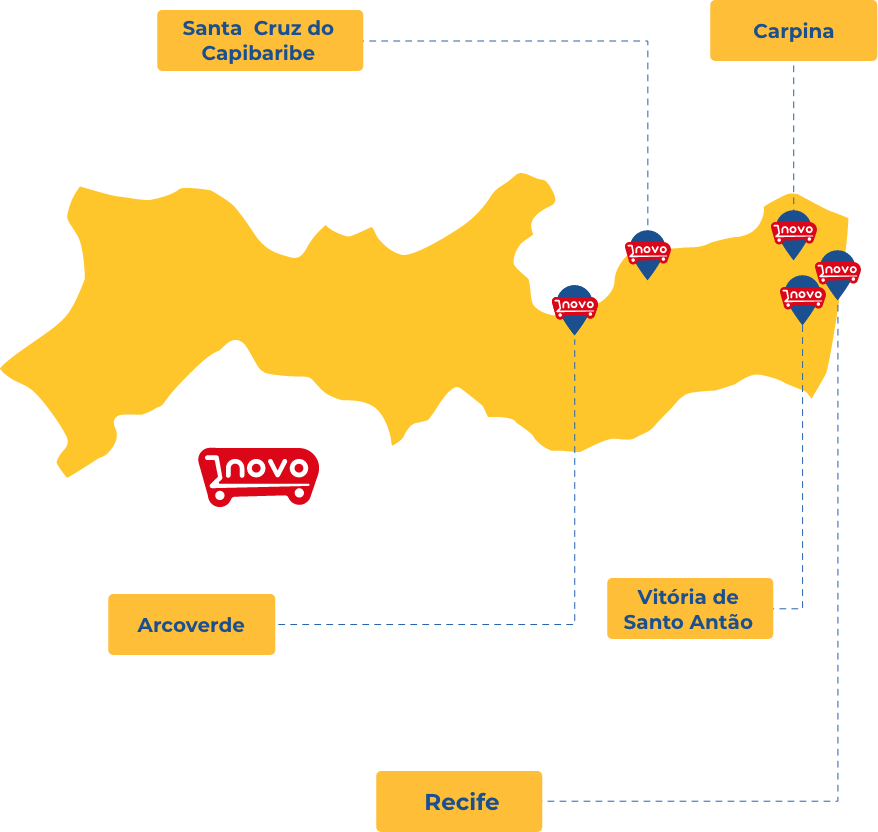 Santa Cruz do
Capibaribe
Carpina
novo
novo
novo
novo
novo
novo
Arcoverde
Vitória de
Santo Antão
Recife